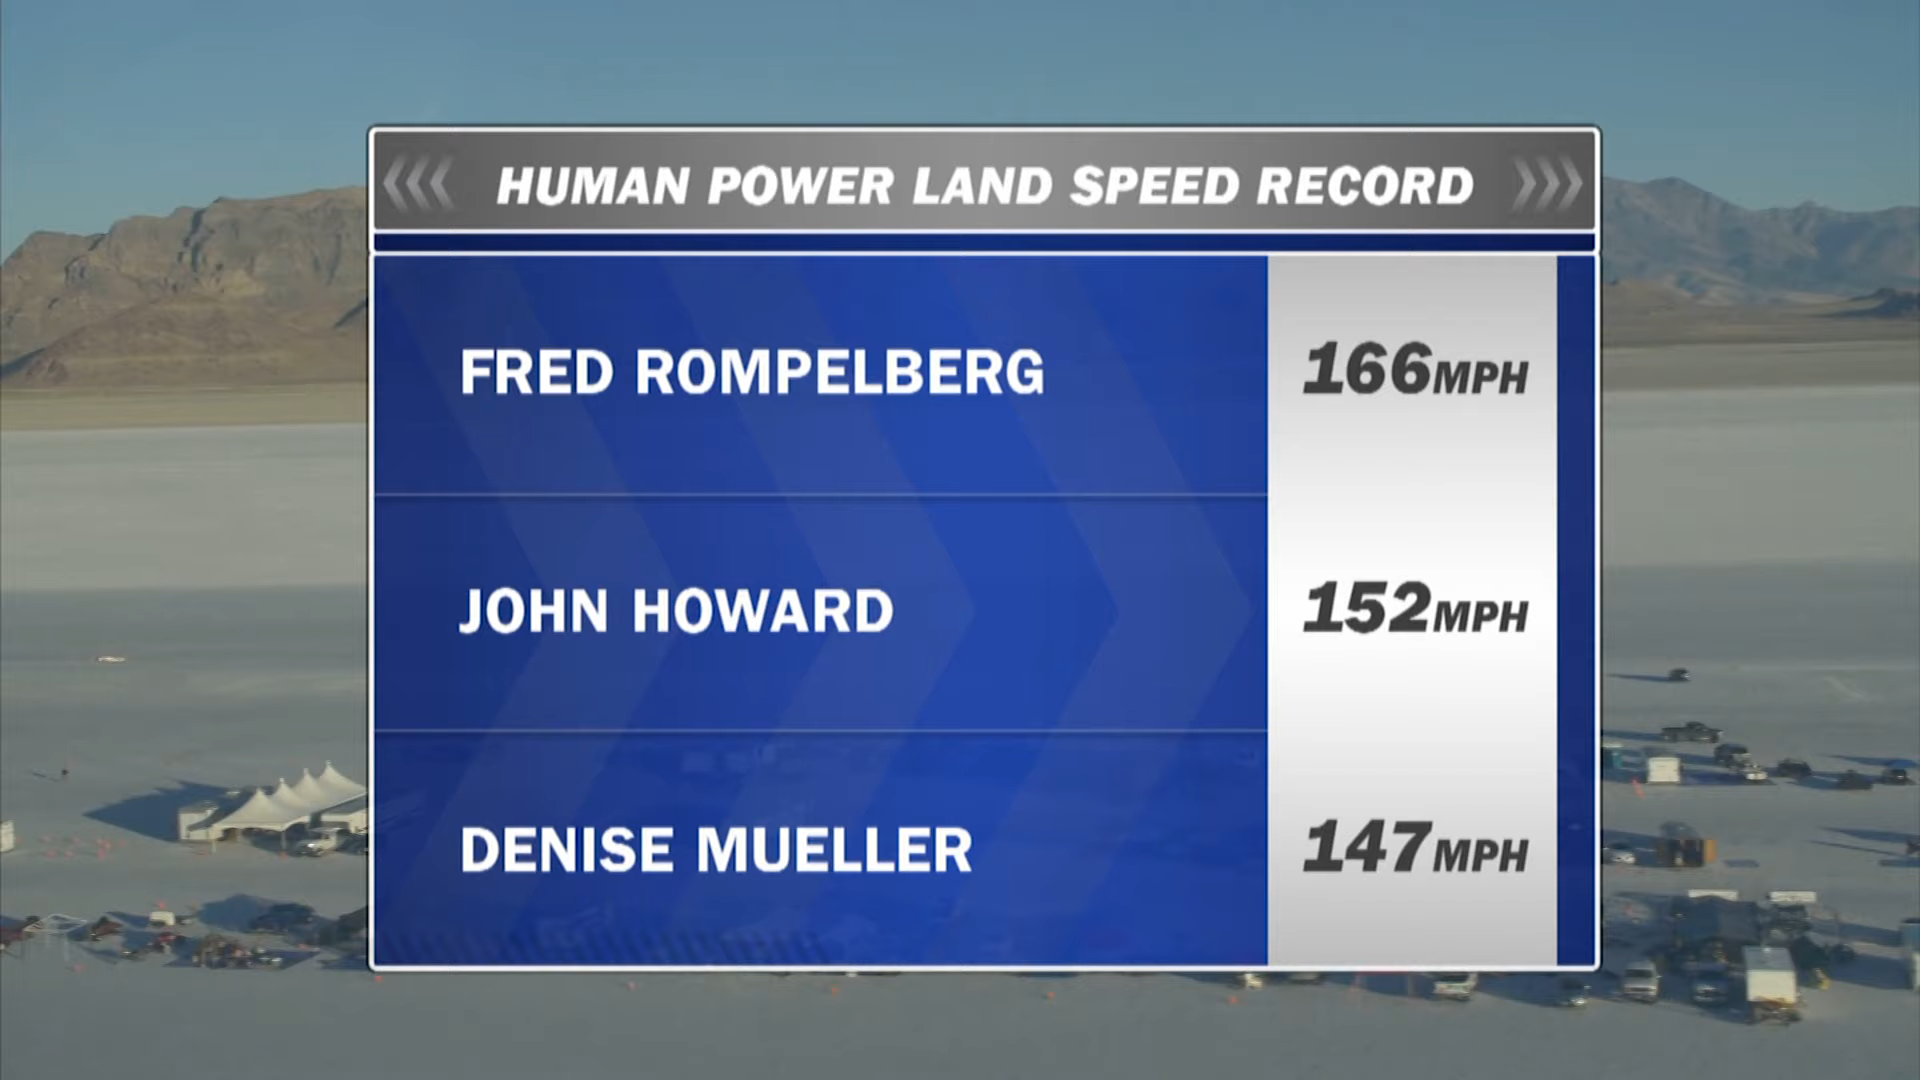 HUMAN POWER LAND SPEED RECORD
FRED ROMPELBERG 166MPH
JOHN HOWARD 152MPH
DENISE MUELLER 147MPH